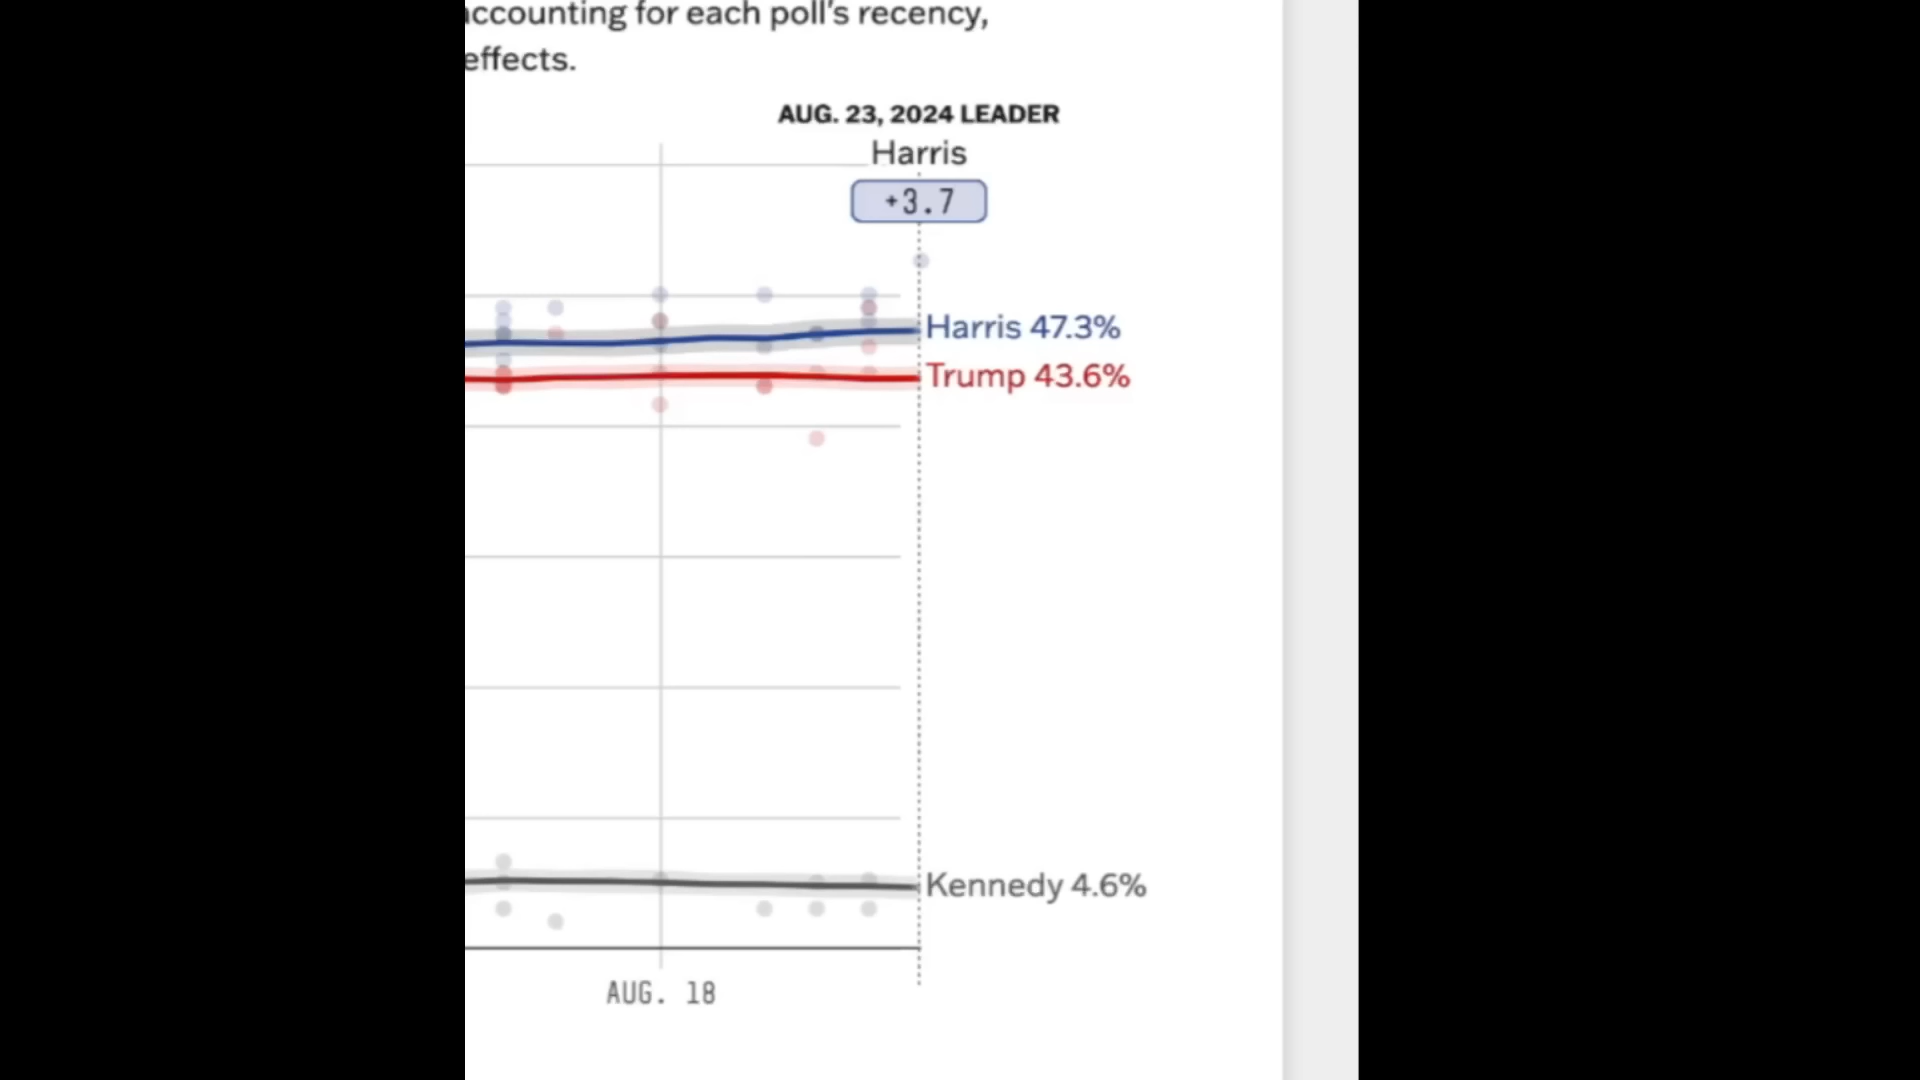 accounting for each poll's recency,
effects.
AUG. 23, 2024 LEADER
Harris
+3.7
Harris 47.3%
Trump 43.6%
Kennedy 4.6%
AUG. 18